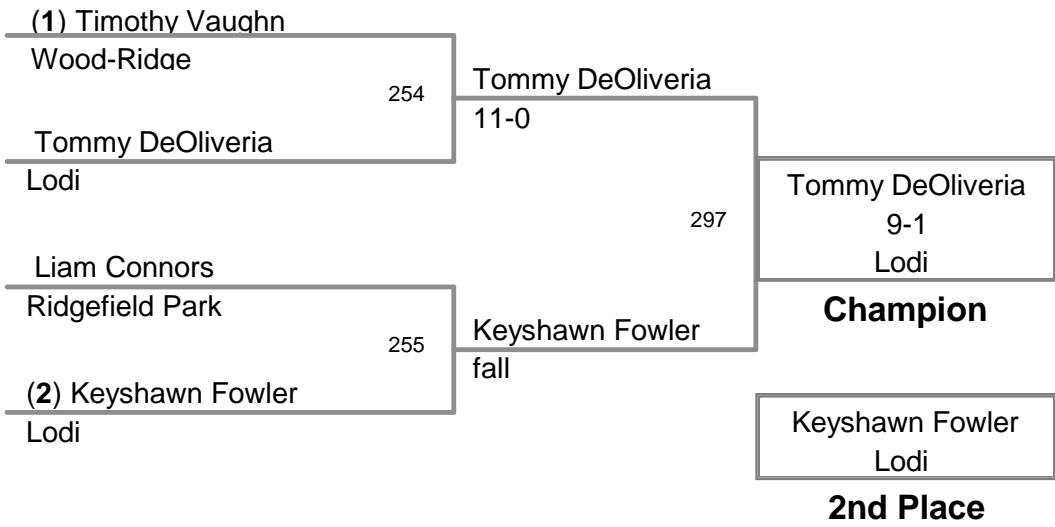 (1) Timothy Vaughn
Wood-Ridge
254
Tommy DeOliveria
Lodi
Tommy DeOliveria
11-0
Liam Connors
Ridgefield Park
255
(2) Keyshawn Fowler
Lodi
Keyshawn Fowler
fall
297
Tommy DeOliveria
9-1
Lodi
Champion
Keyshawn Fowler
Lodi
2nd Place